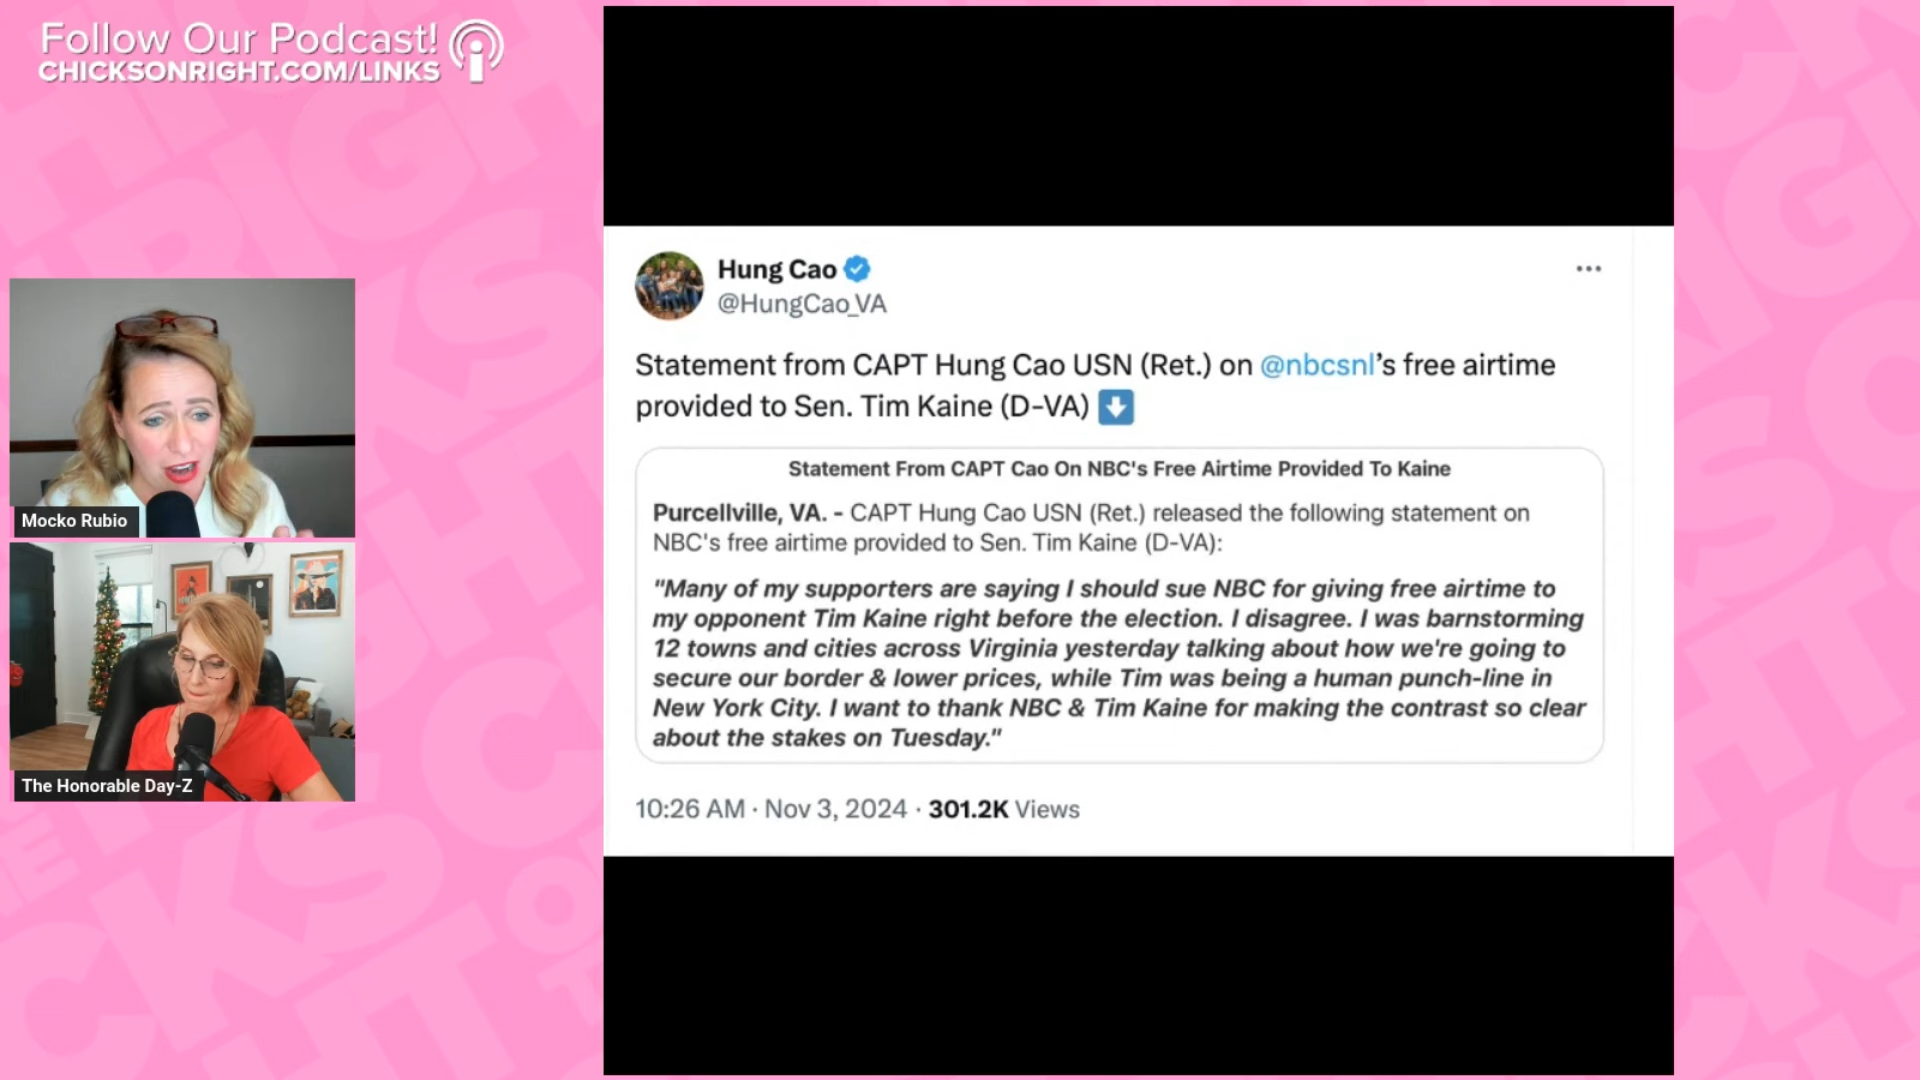 Follow Our Podcast!
CHICKSONRIGHT.COM/LINKS
Mocko Rubio
The Honorable Day-Z
Hung Cao
@HungCao_VA
Statement from CAPT Hung Cao USN (Ret.) on @nbcsnl’s free airtime
provided to Sen. Tim Kaine (D-VA) ⬇️
Statement From CAPT Cao On NBC's Free Airtime Provided To Kaine
Purcellville, VA. - CAPT Hung Cao USN (Ret.) released the following statement on
NBC's free airtime provided to Sen. Tim Kaine (D-VA):
"Many of my supporters are saying I should sue NBC for giving free airtime to
my opponent Tim Kaine right before the election. I disagree. I was barnstorming
12 towns and cities across Virginia yesterday talking about how we're going to
secure our border & lower prices, while Tim was being a human punch-line in
New York City. I want to thank NBC & Tim Kaine for making the contrast so clear
about the stakes on Tuesday."
10:26 AM · Nov 3, 2024 · 301.2K Views